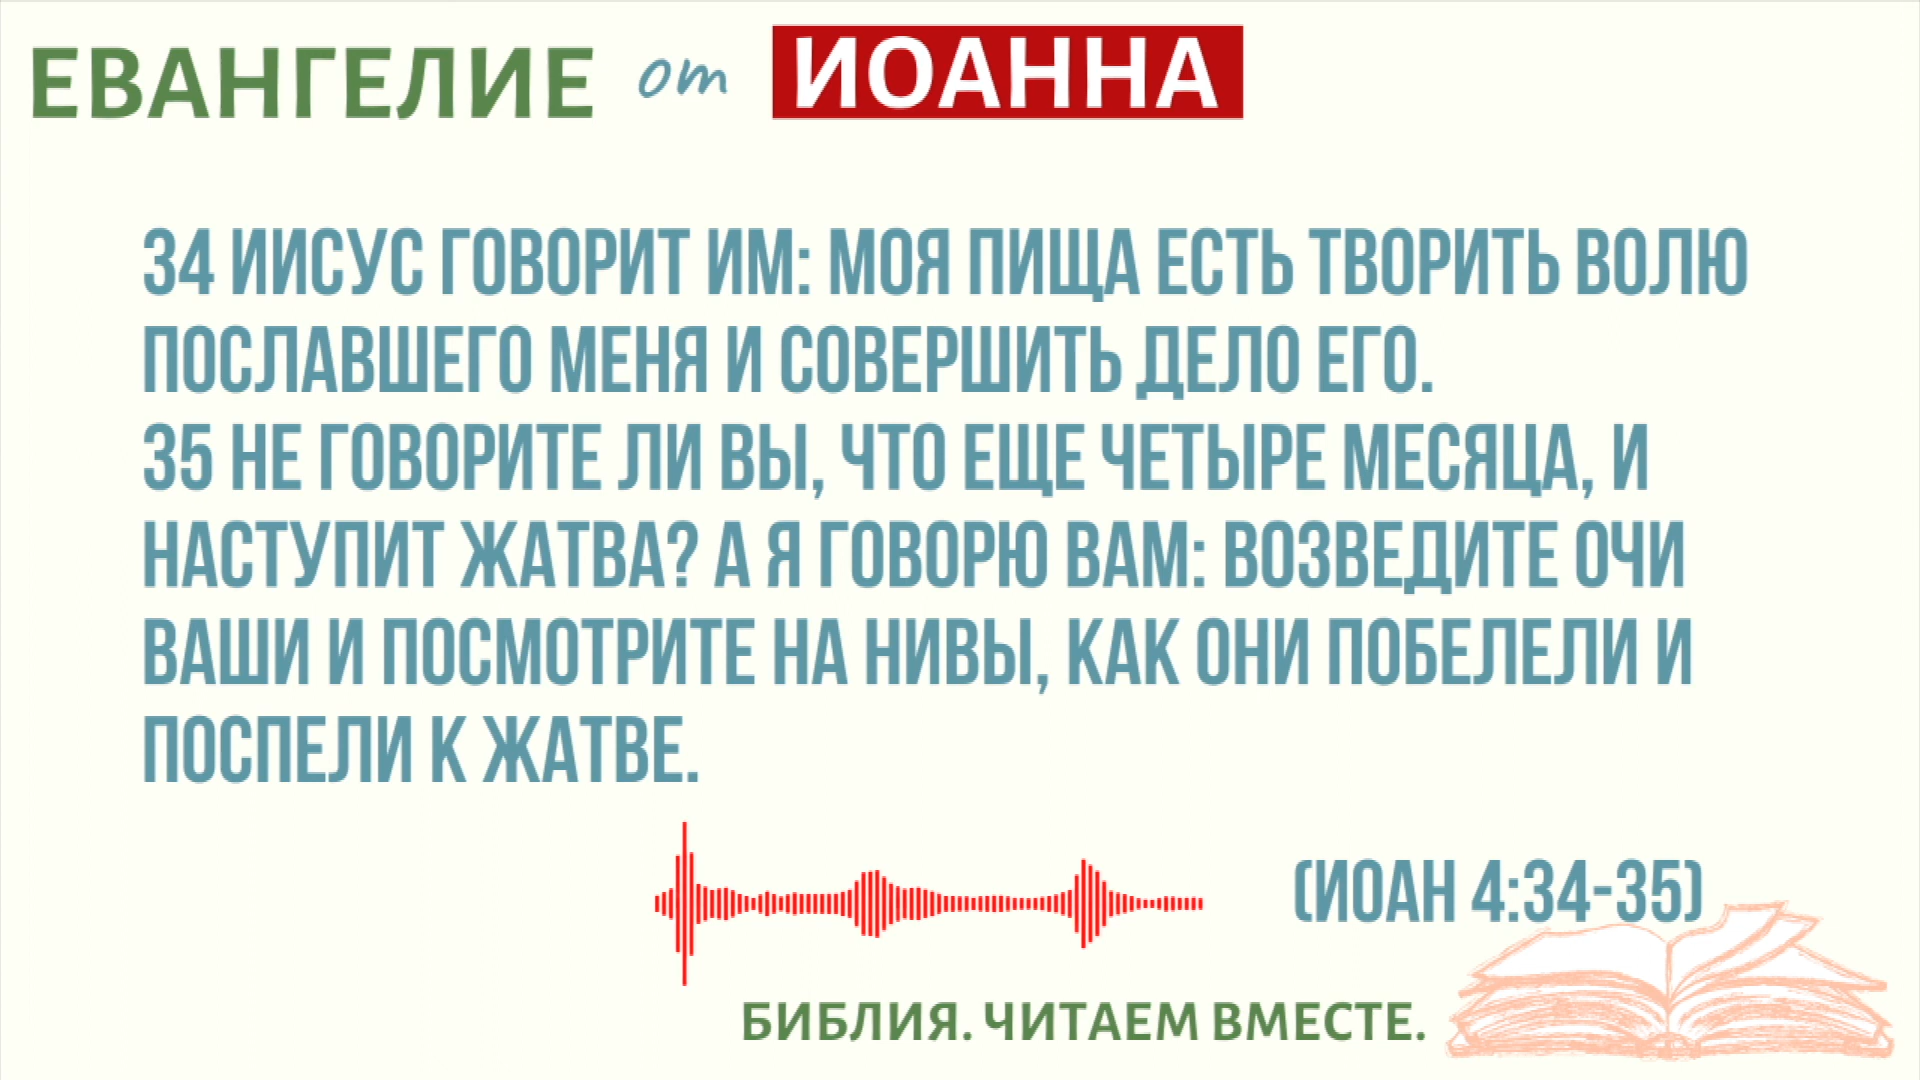 ЕВАНГЕЛИЕ от ИОАННА
34 ИИСУС ГОВОРИТ ИМ: МОЯ ПИЩА ЕСТЬ ТВОРИТЬ ВОЛЮ
ПОСЛАВШЕГО МЕНЯ И СОВЕРШИТЬ ДЕЛО ЕГО.
35 НЕ ГОВОРИТЕ ЛИ ВЫ, ЧТО ЕЩЕ ЧЕТЫРЕ МЕСЯЦА, И
НАСТУПИТ ЖАТВА? А Я ГОВОРЮ ВАМ: ВОЗВЕДИТЕ ОЧИ
ВАШИ И ПОСМОТРИТЕ НА НИВЫ, КАК ОНИ ПОБЕЛЕЛИ И
ПОСПЕЛИ К ЖАТВЕ.
(ИОАН 4:34-35)
БИБЛИЯ. ЧИТАЕМ ВМЕСТЕ.